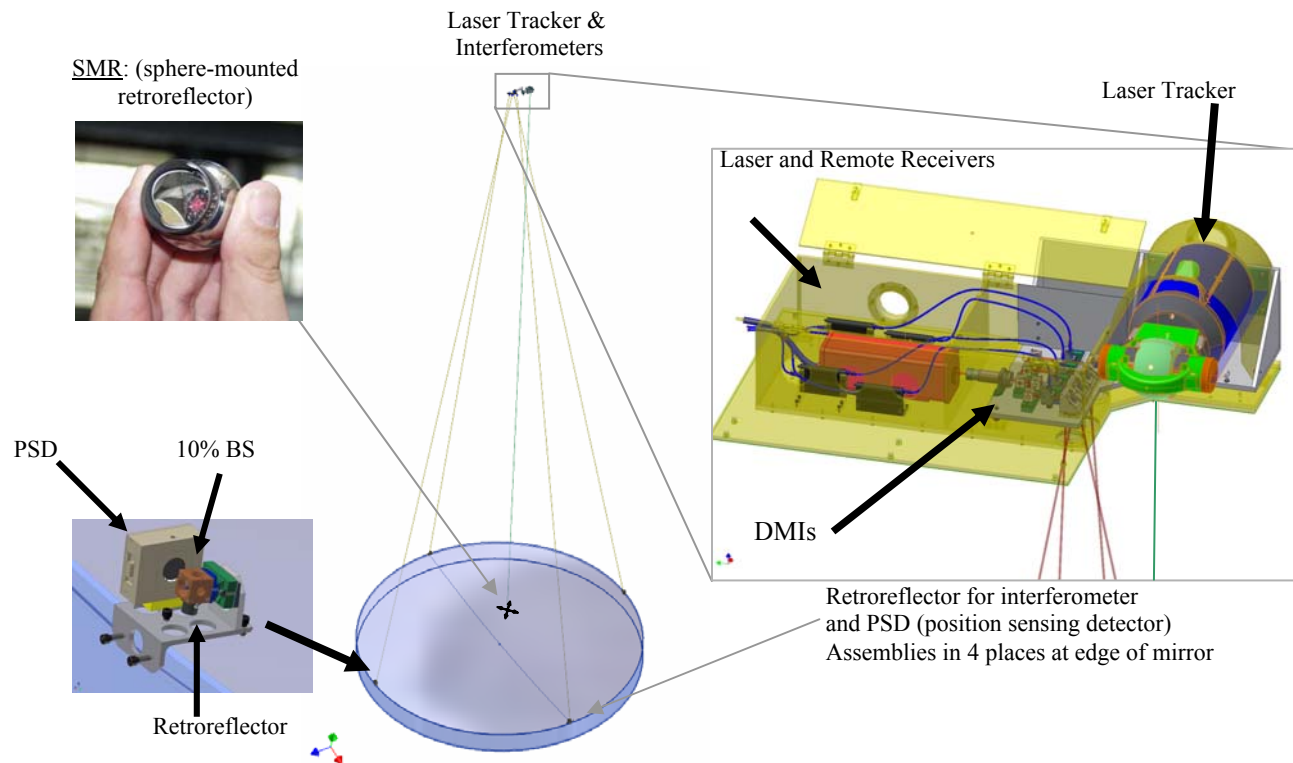 Laser Tracker &
Interferometers
SMR: (sphere-mounted
retroreflector)
Laser Tracker
Laser and Remote Receivers
PSD
10% BS
DMIs
Retroreflector for interferometer
and PSD (position sensing detector)
Assemblies in 4 places at edge of mirror
Retroreflector